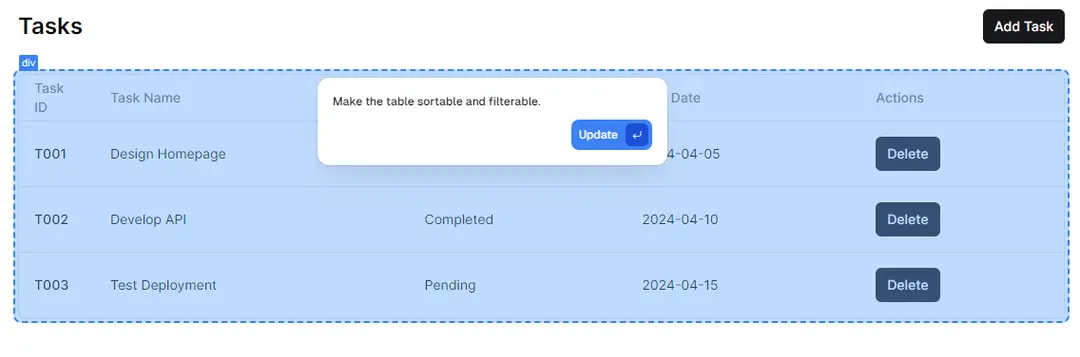 Tasks
Add Task
div
Task
ID
Task Name
Date
Actions
Make the table sortable and filterable.
Update
T001
Design Homepage
4-04-05
Delete
T002
Develop API
Completed
2024-04-10
Delete
T003
Test Deployment
Pending
2024-04-15
Delete